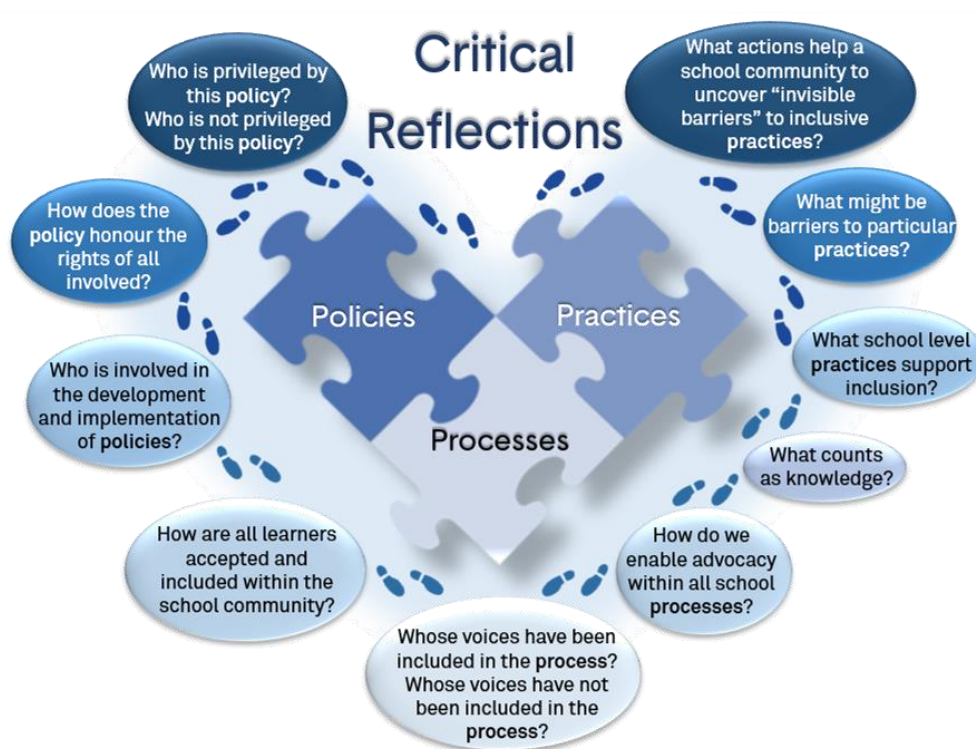 Critical
Reflections
Who is privileged by
this policy?
Who is not privileged
by this policy?
What actions help a
school community to
uncover “invisible
barriers” to inclusive
practices?
How does the
policy honour the
rights of all
involved?
What might be
barriers to particular
practices?
Policies
Practices
Processes
Who is involved in
the development
and implementation
of policies?
What school level
practices support
inclusion?
What counts
as knowledge?
How are all learners
accepted and
included within the
school community?
How do we
enable advocacy
within all school
processes?
Whose voices have been
included in the process?
Whose voices have not
been included in the
process?